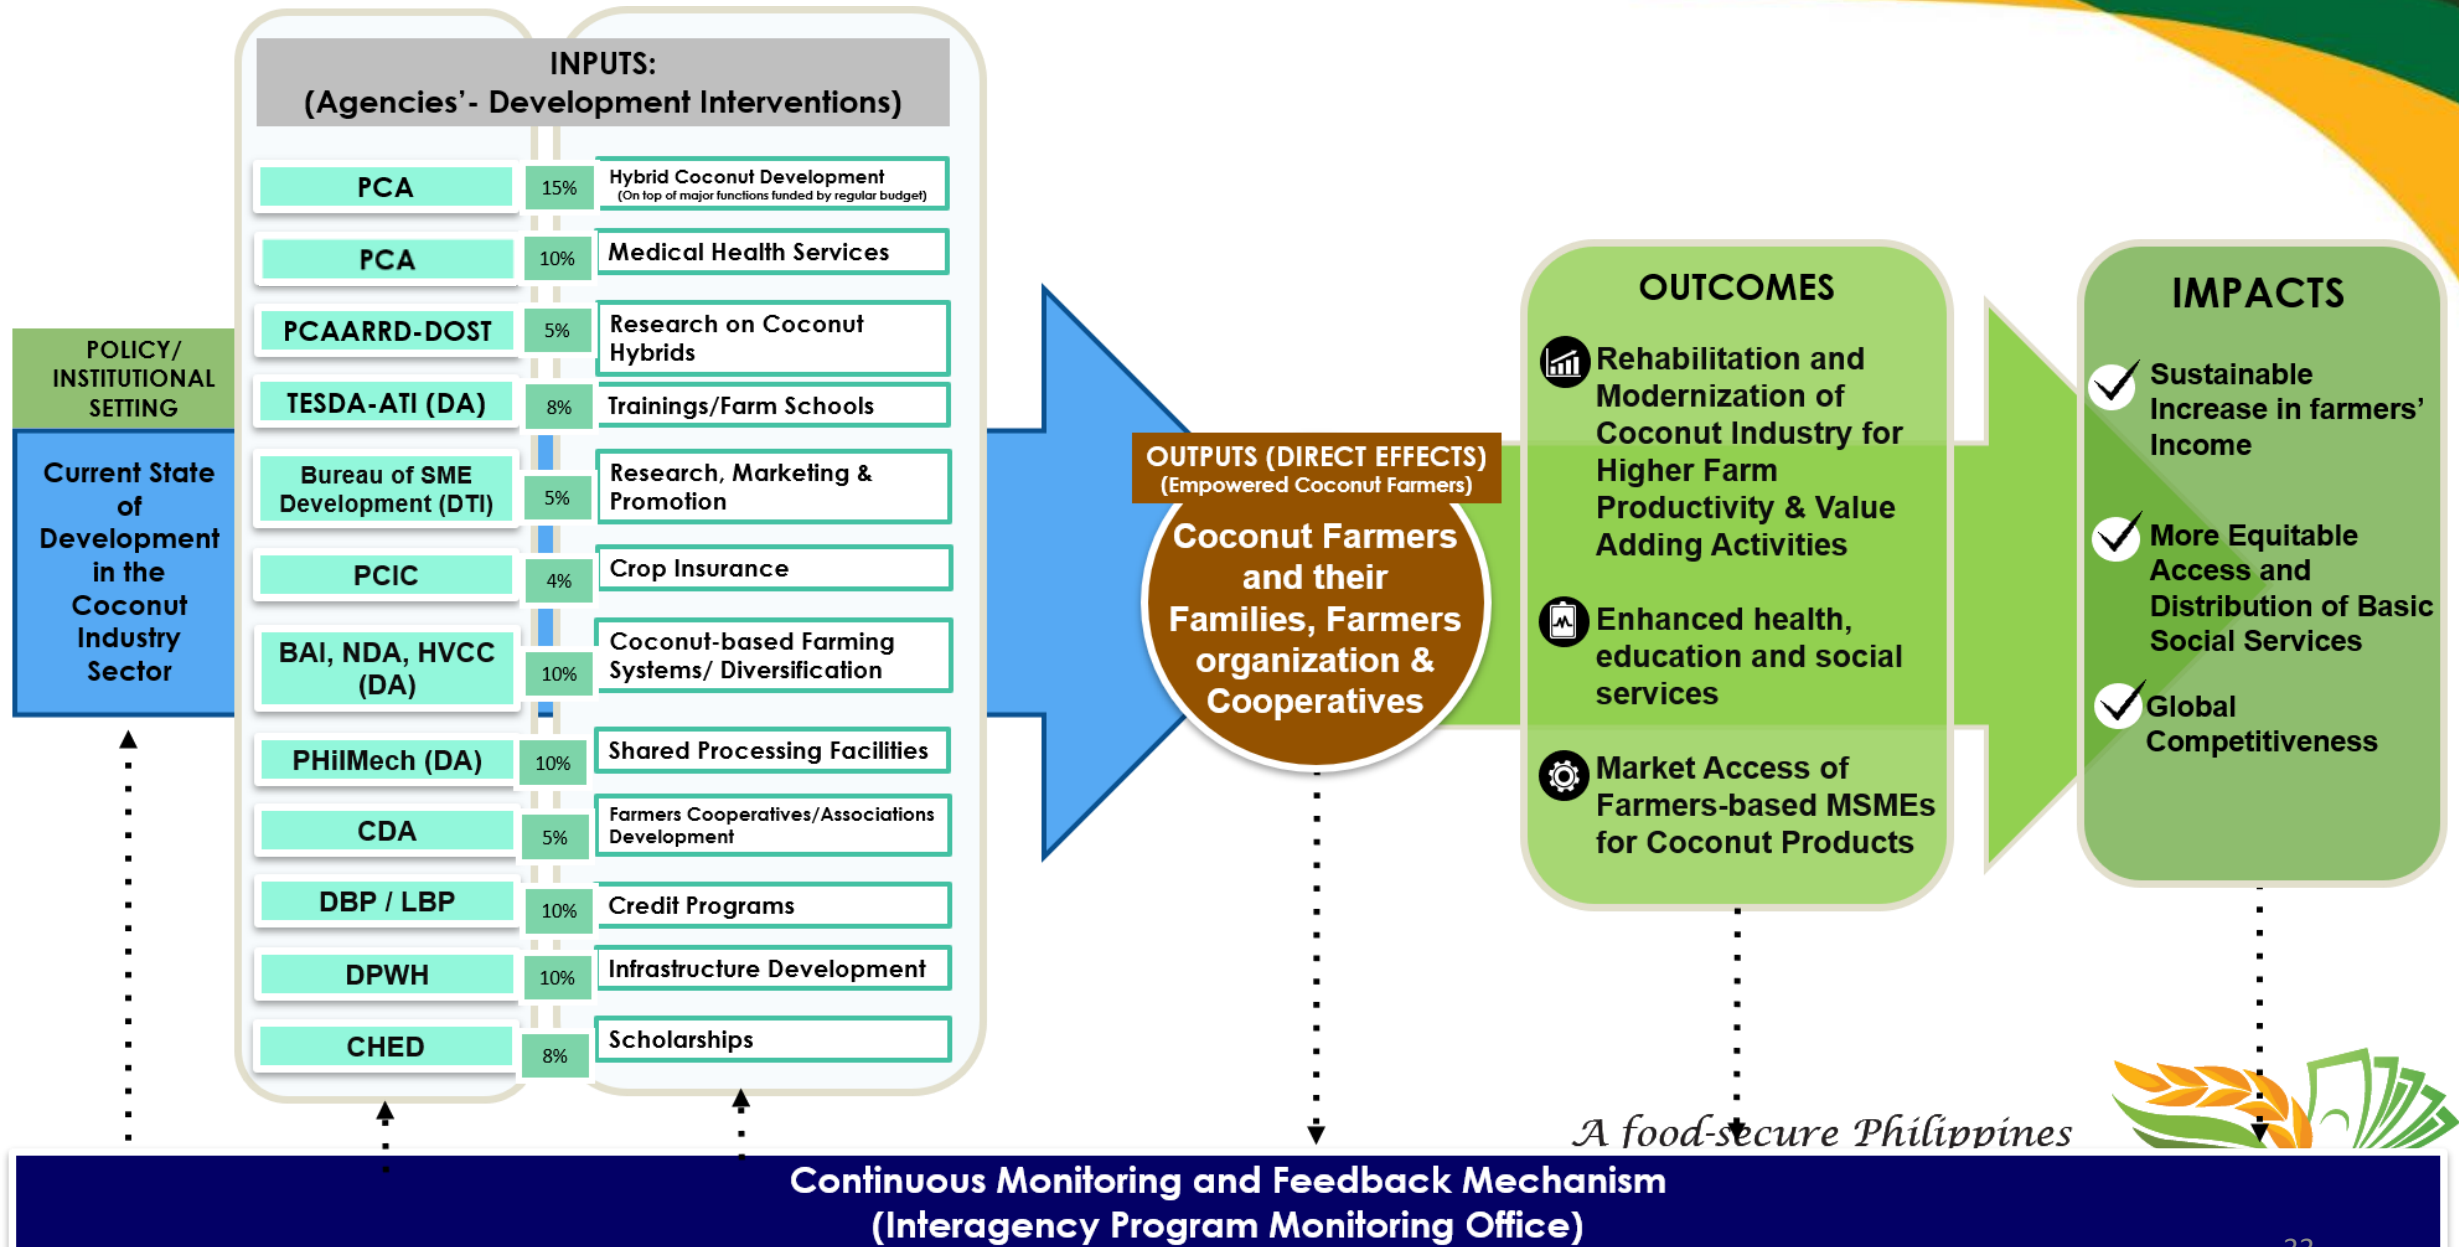 INPUTS:
(Agencies'- Development Interventions)
PCA
15%
Hybrid Coconut Development
(On top of major functions funded by regular budget)
PCA
10%
Medical Health Services
PCAARRD-DOST
5%
Research on Coconut
Hybrids
TESDA-ATI (DA)
8%
Trainings/Farm Schools
Bureau of SME
Development (DTI)
5%
Research, Marketing &
Promotion
PCIC
4%
Crop Insurance
BAI, NDA, HVCC
(DA)
10%
Coconut-based Farming
Systems/ Diversification
PHilMech (DA)
10%
Shared Processing Facilities
CDA
5%
Farmers Cooperatives/Associations
Development
DBP / LBP
10%
Credit Programs
DPWH
10%
Infrastructure Development
CHED
8%
Scholarships
POLICY/
INSTITUTIONAL
SETTING
Current State
of
Development
in the
Coconut
Industry
Sector
OUTPUTS (DIRECT EFFECTS)
(Empowered Coconut Farmers)
Coconut Farmers
and their
Families, Farmers
organization &
Cooperatives
OUTCOMES
Rehabilitation and
Modernization of
Coconut Industry for
Higher Farm
Productivity & Value
Adding Activities
Enhanced health,
education and social
services
Market Access of
Farmers-based MSMEs
for Coconut Products
IMPACTS
Sustainable
Increase in farmers'
Income
More Equitable
Access and
Distribution of Basic
Social Services
Global
Competitiveness
A food-secure Philippines
Continuous Monitoring and Feedback Mechanism
(Interagency Program Monitoring Office)